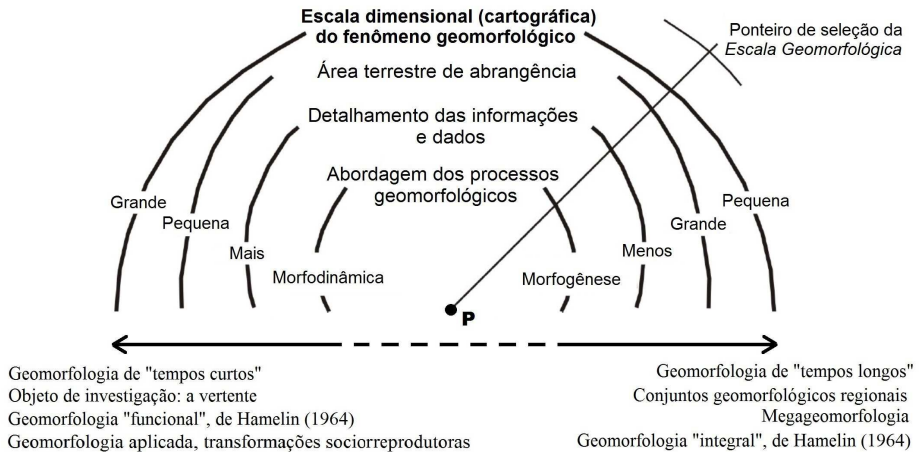 Escala dimensional (cartográfica)
do fenômeno geomorfológico
Ponteiro de seleção da
Escala Geomorfológica
Área terrestre de abrangência
Detalhamento das informações
e dados
Abordagem dos processos
geomorfológicos
Grande
Pequena
Mais
Morfodinâmica
Morfogênese
Menos
Grande
Pequena
P
Geomorfologia de "tempos curtos"
Objeto de investigação: a vertente
Geomorfologia "funcional", de Hamelin (1964)
Geomorfologia aplicada, transformações sociorreprodutoras
Geomorfologia de "tempos longos"
Conjuntos geomorfológicos regionais
Megageomorfologia
Geomorfologia "integral", de Hamelin (1964)